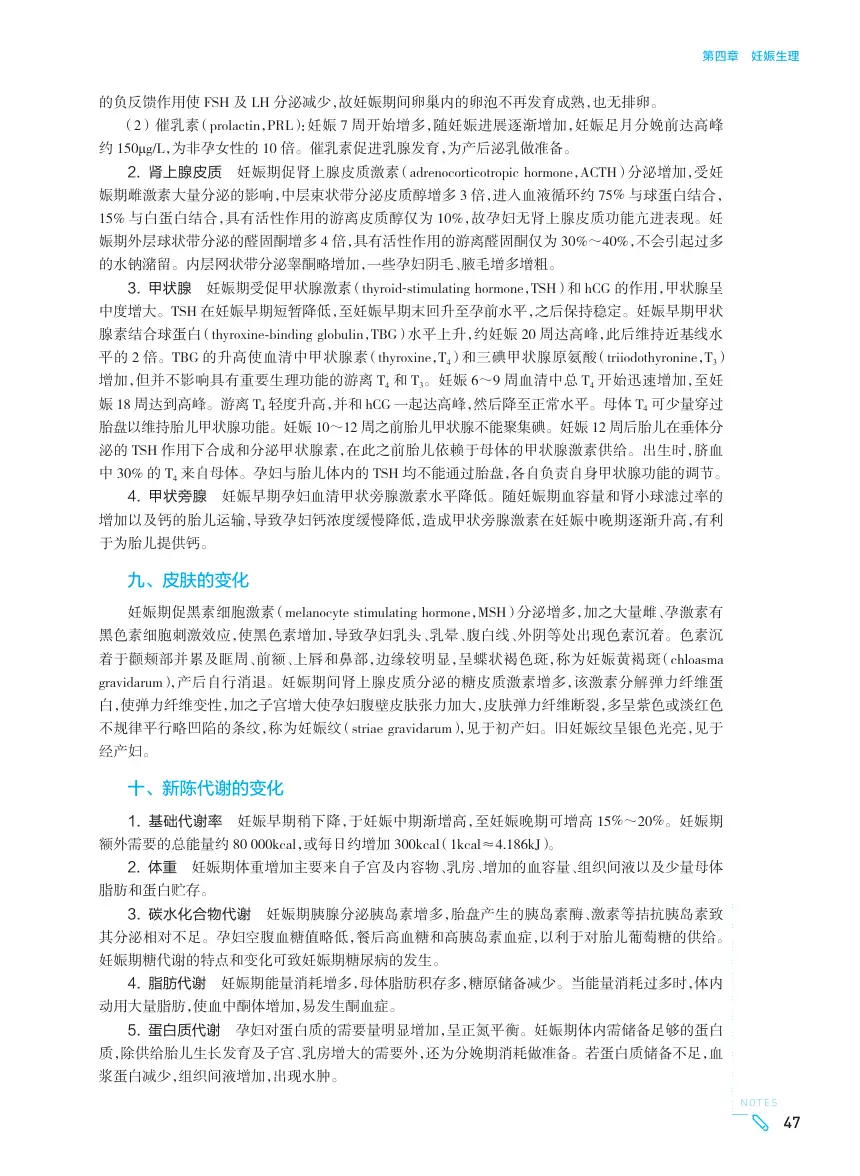 第四章 妊娠生理
的负反馈作用使 FSH 及 LH 分泌减少,故妊娠期间卵巢内的卵泡不再发育成熟,也无排卵。
(2)催乳素(prolactin,PRL):妊娠 7 周开始增多,随妊娠进展逐渐增加,妊娠足月分娩前达高峰
约 150μg/L,为非孕女性的 10 倍。催乳素促进乳腺发育,为产后泌乳做准备。
2. 肾上腺皮质 妊娠期促肾上腺皮质激素(adrenocorticotropic hormone,ACTH)分泌增加,受妊
娠期雌激素大量分泌的影响,中层束状带分泌皮质醇增多 3 倍,进入血液循环约 75% 与球蛋白结合,
15% 与白蛋白结合,具有活性作用的游离皮质醇仅为 10%,故孕妇无肾上腺皮质功能亢进表现。妊
娠期外层球状带分泌的醛固酮增多 4 倍,具有活性作用的游离醛固酮仅为 30%～40%,不会引起过多
的水钠潴留。内层网状带分泌睾酮略增加,一些孕妇阴毛、腋毛增多增粗。
3. 甲状腺 妊娠期受促甲状腺激素(thyroid-stimulating hormone,TSH)和 hCG 的作用,甲状腺呈
中度增大。TSH 在妊娠早期短暂降低,至妊娠早期末回升至孕前水平,之后保持稳定。妊娠早期甲状
腺素结合球蛋白(thyroxine-binding globulin,TBG)水平上升,约妊娠 20 周达高峰,此后维持近基线水
平的 2 倍。TBG 的升高使血清中甲状腺素(thyroxine,T₄)和三碘甲状腺原氨酸(triiodothyronine,T₃)
增加,但并不影响具有重要生理功能的游离 T₄ 和 T₃。妊娠 6～9 周血清中总 T₄ 开始迅速增加,至妊
娠 18 周达到高峰。游离 T₄ 轻度升高,并和 hCG 一起达高峰,然后降至正常水平。母体 T₄ 可少量穿过
胎盘以维持胎儿甲状腺功能。妊娠 10～12 周之前胎儿甲状腺不能聚集碘。妊娠 12 周后胎儿在垂体分
泌的 TSH 作用下合成和分泌甲状腺素,在此之前胎儿依赖于母体的甲状腺激素供给。出生时,脐血
中 30% 的 T₄ 来自母体。孕妇与胎儿体内的 TSH 均不能通过胎盘,各自负责自身甲状腺功能的调节。
4. 甲状旁腺 妊娠早期孕妇血清甲状旁腺激素水平降低。随妊娠期血容量和肾小球滤过率的
增加以及钙的胎儿运输,导致孕妇钙浓度缓慢降低,造成甲状旁腺激素在妊娠中晚期逐渐升高,有利
于为胎儿提供钙。
九、皮肤的变化
妊娠期促黑素细胞激素(melanocyte stimulating hormone,MSH)分泌增多,加之大量雌、孕激素有
黑色素细胞刺激效应,使黑色素增加,导致孕妇乳头、乳晕、腹白线、外阴等处出现色素沉着。色素沉
着于颧颊部并累及眶周、前额、上唇和鼻部,边缘较明显,呈蝶状褐色斑,称为妊娠黄褐斑(chloasma
gravidarum),产后自行消退。妊娠期间肾上腺皮质分泌的糖皮质激素增多,该激素分解弹力纤维蛋
白,使弹力纤维变性,加之子宫增大使孕妇腹壁皮肤张力加大,皮肤弹力纤维断裂,多呈紫色或淡红色
不规律平行略凹陷的条纹,称为妊娠纹(striae gravidarum),见于初产妇。旧妊娠纹呈银色光亮,见于
经产妇。
十、新陈代谢的变化
1. 基础代谢率 妊娠早期稍下降,于妊娠中期渐增高,至妊娠晚期可增高 15%～20%。妊娠期
额外需要的总能量约 80 000kcal,或每日约增加 300kcal(1kcal≈4.186kJ)。
2. 体重 妊娠期体重增加主要来自子宫及内容物、乳房、增加的血容量、组织间液以及少量母体
脂肪和蛋白贮存。
3. 碳水化合物代谢 妊娠期胰腺分泌胰岛素增多,胎盘产生的胰岛素酶、激素等拮抗胰岛素致
其分泌相对不足。孕妇空腹血糖值略低,餐后高血糖和高胰岛素血症,以利于对胎儿葡萄糖的供给。
妊娠期糖代谢的特点和变化可致妊娠期糖尿病的发生。
4. 脂肪代谢 妊娠期能量消耗增多,母体脂肪积存多,糖原储备减少。当能量消耗过多时,体内
动用大量脂肪,使血中酮体增加,易发生酮血症。
5. 蛋白质代谢 孕妇对蛋白质的需要量明显增加,呈正氮平衡。妊娠期体内需储备足够的蛋白
质,除供给胎儿生长发育及子宫、乳房增大的需要外,还为分娩期消耗做准备。若蛋白质储备不足,血
浆蛋白减少,组织间液增加,出现水肿。
NOTES
47